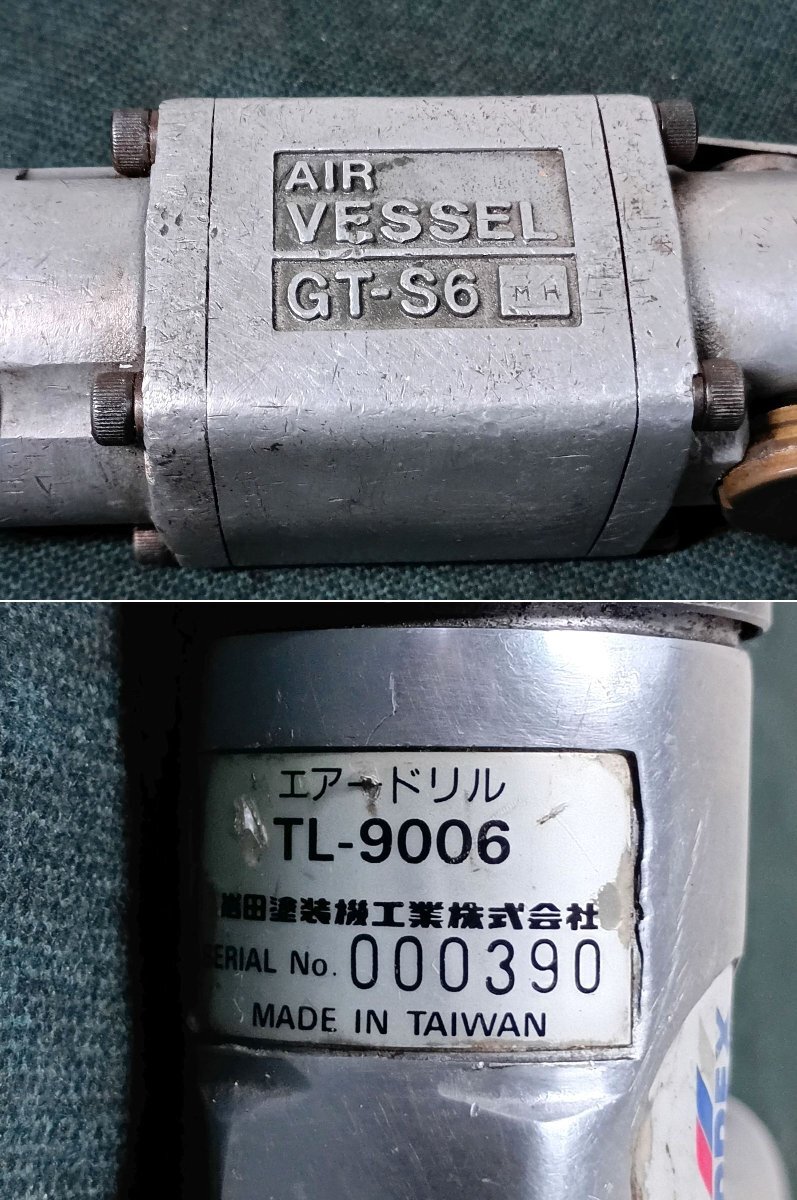 AIR
VESSEL
GT-S6 MH
エアードリル
TL-9006
岩田塗装機工業株式会社
SERIAL No. 000390
MADE IN TAIWAN